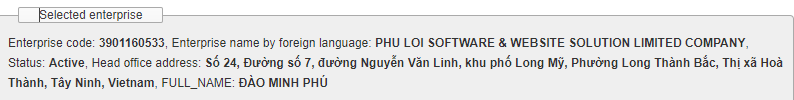 Selected enterprise
Enterprise code: 3901160533, Enterprise name by foreign language: PHU LOI SOFTWARE & WEBSITE SOLUTION LIMITED COMPANY,
Status: Active, Head office address: Số 24, Đường số 7, đường Nguyễn Văn Linh, khu phố Long Mỹ, Phường Long Thành Bắc, Thị xã Hoà
Thành, Tây Ninh, Vietnam, FULL_NAME: ĐÀO MINH PHÚ